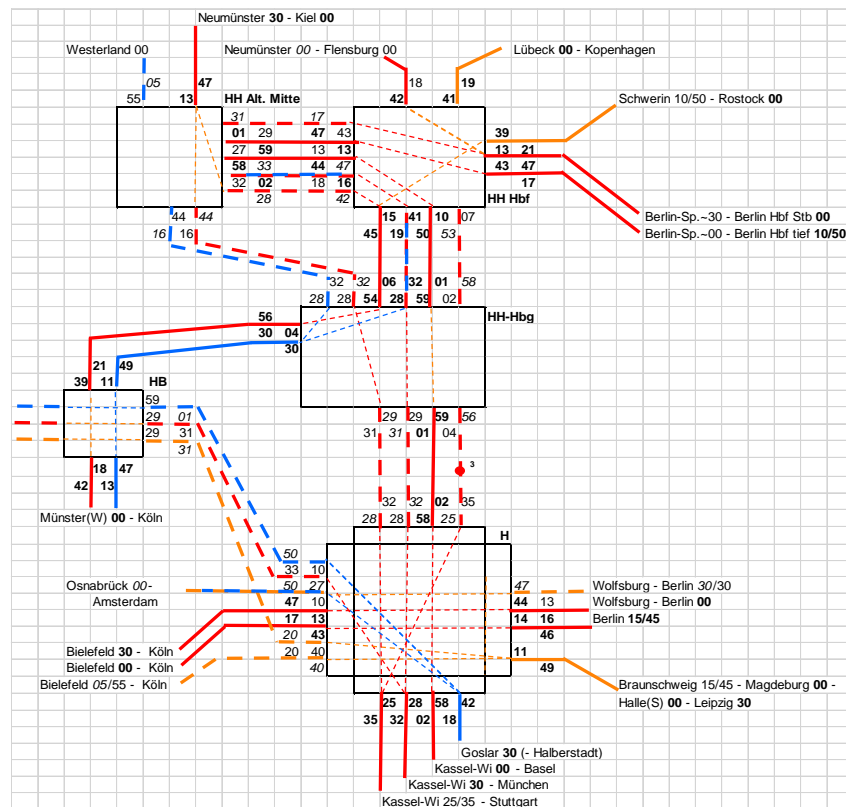 Neumünster 30 - Kiel 00
Westerland 00
Neumünster 00 - Flensburg 00
Lübeck 00 - Kopenhagen
05 47 18 19
55 13 HH Alt. Mitte 42 41 Schwerin 10/50 - Rostock 00
31 17
01 29 47 43 39
27 59 13 13 13 21
58 33 44 47 43 47
32 02 18 16 17
28 42 HH Hbf
44 44 15 41 10 07
16 16 45 19 50 53
Berlin-Sp.~30 - Berlin Hbf Stb 00
Berlin-Sp.~00 - Berlin Hbf tief 10/50
32 32 06 32 01 58
28 28 54 28 59 02
56 HH-Hbg
30 04
30
21 49
39 11 HB
59
29 01
29 31
31
29 29 59 56
31 31 01 04
18 47
42 13
3
Münster(W) 00 - Köln
32 32 02 35
28 28 58 25
H
50
33 10
Osnabrück 00-
Amsterdam
50 27
47 10
17 13
20 43
20 40
40
47 Wolfsburg - Berlin 30/30
44 13 Wolfsburg - Berlin 00
14 16 Berlin 15/45
46
11
49
Bielefeld 30 - Köln
Bielefeld 00 - Köln
Bielefeld 05/55 - Köln
Braunschweig 15/45 - Magdeburg 00 -
Halle(S) 00 - Leipzig 30
25 28 58 42
35 32 02 18
Goslar 30 (- Halberstadt)
Kassel-Wi 00 - Basel
Kassel-Wi 30 - München
Kassel-Wi 25/35 - Stuttgart